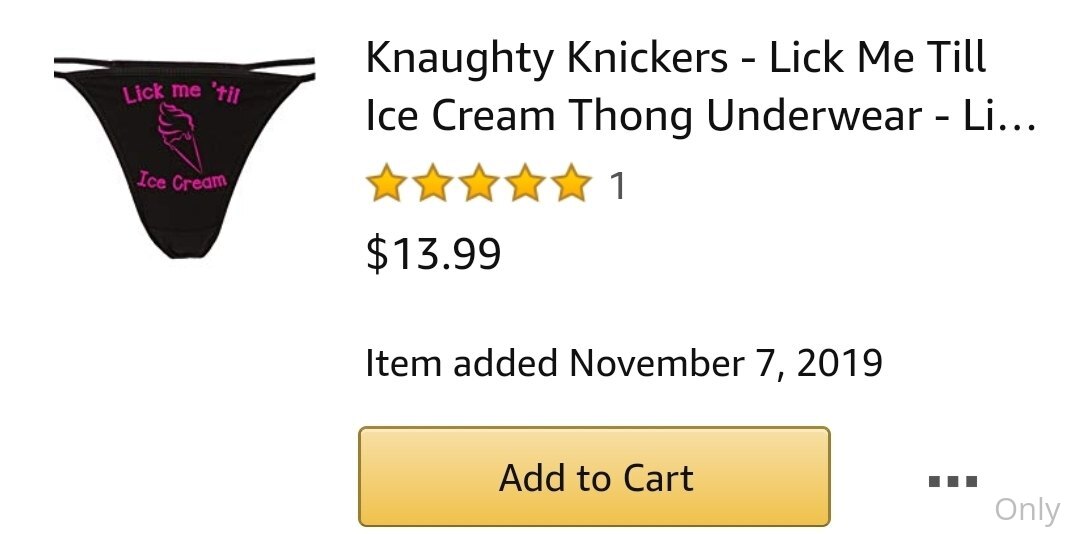 Lick me 'til
Ice Cream
Knaughty Knickers - Lick Me Till
Ice Cream Thong Underwear - Li...
1
$13.99
Item added November 7, 2019
Add to Cart
Only